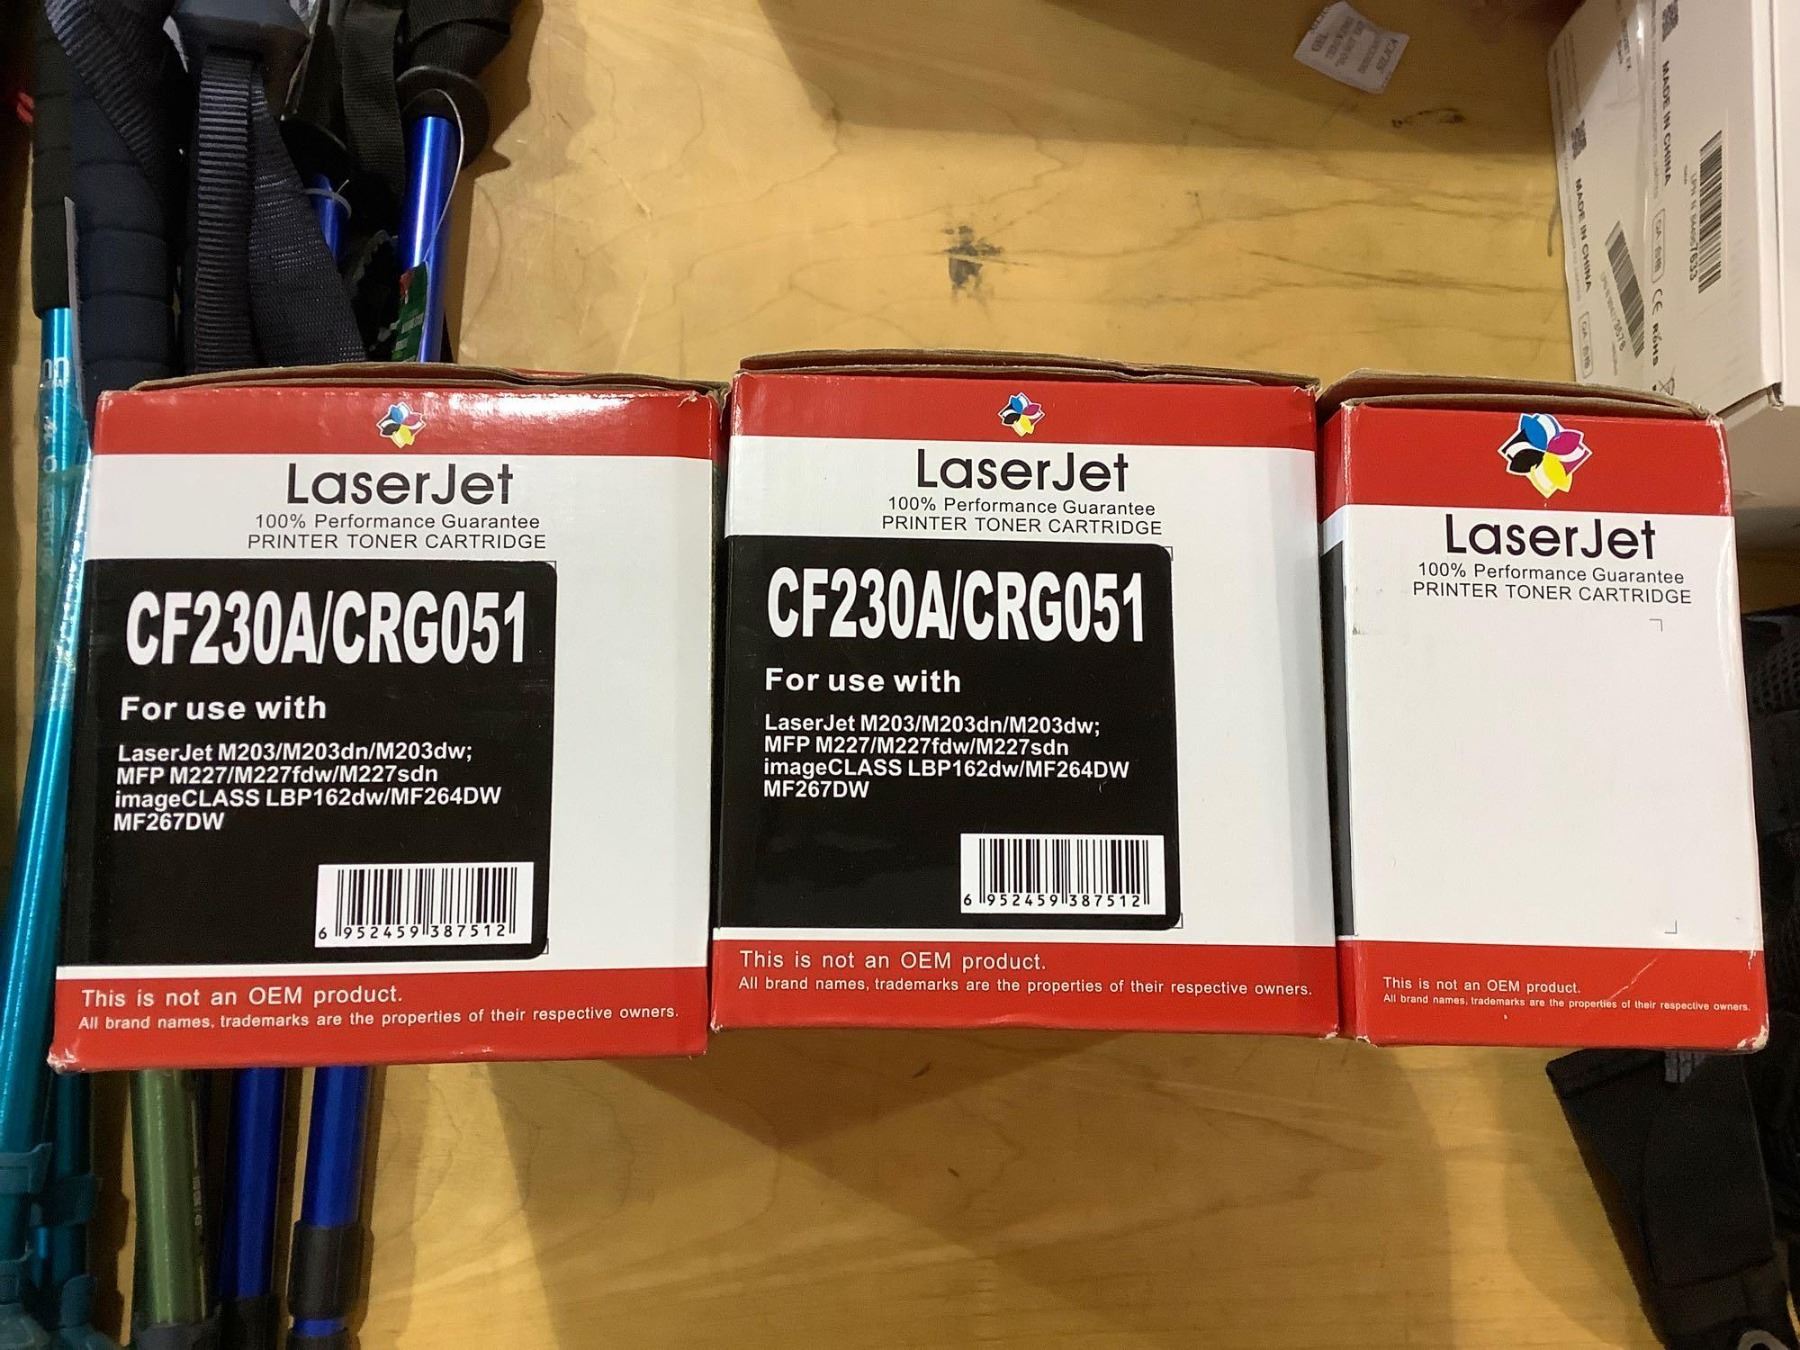 LaserJet
100% Performance Guarantee
PRINTER TONER CARTRIDGE
CF230A/CRG051
For use with
LaserJet M203/M203dn/M203dw;
MFP M227/M227fdw/M227sdn
imageCLASS LBP162dw/MF264DW
MF267DW
6 952459 387512
This is not an OEM product.
All brand names, trademarks are the properties of their respective owners.
LaserJet
100% Performance Guarantee
PRINTER TONER CARTRIDGE
CF230A/CRG051
For use with
LaserJet M203/M203dn/M203dw;
MFP M227/M227fdw/M227sdn
imageCLASS LBP162dw/MF264DW
MF267DW
6 952459 387512
This is not an OEM product.
All brand names, trademarks are the properties of their respective owners.
LaserJet
100% Performance Guarantee
PRINTER TONER CARTRIDGE
This is not an OEM product.
All brand names, trademarks are the properties of their respective owners.
MADE IN CHINA
MADE IN CHINA
CE RoHS